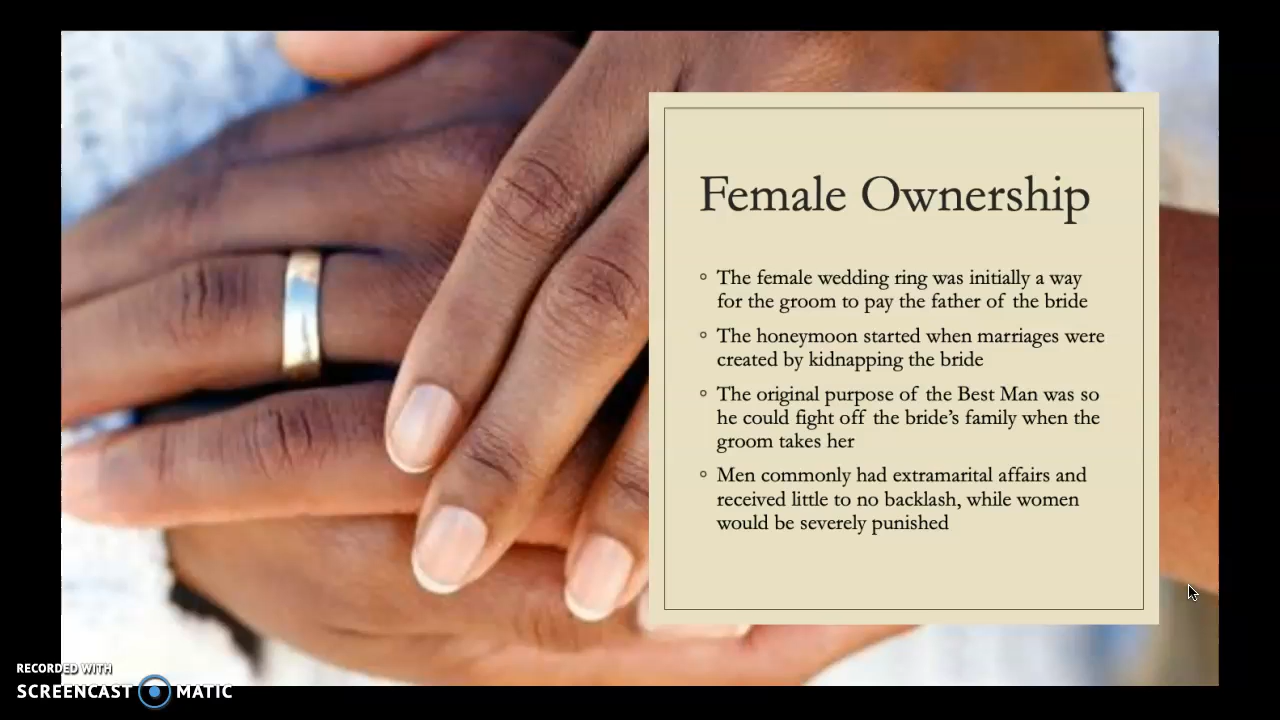 Female Ownership
The female wedding ring was initially a way
for the groom to pay the father of the bride
The honeymoon started when marriages were
created by kidnapping the bride
The original purpose of the Best Man was so
he could fight off the bride's family when the
groom takes her
Men commonly had extramarital affairs and
received little to no backlash, while women
would be severely punished
RECORDED WITH
SCREENCAST MATIC